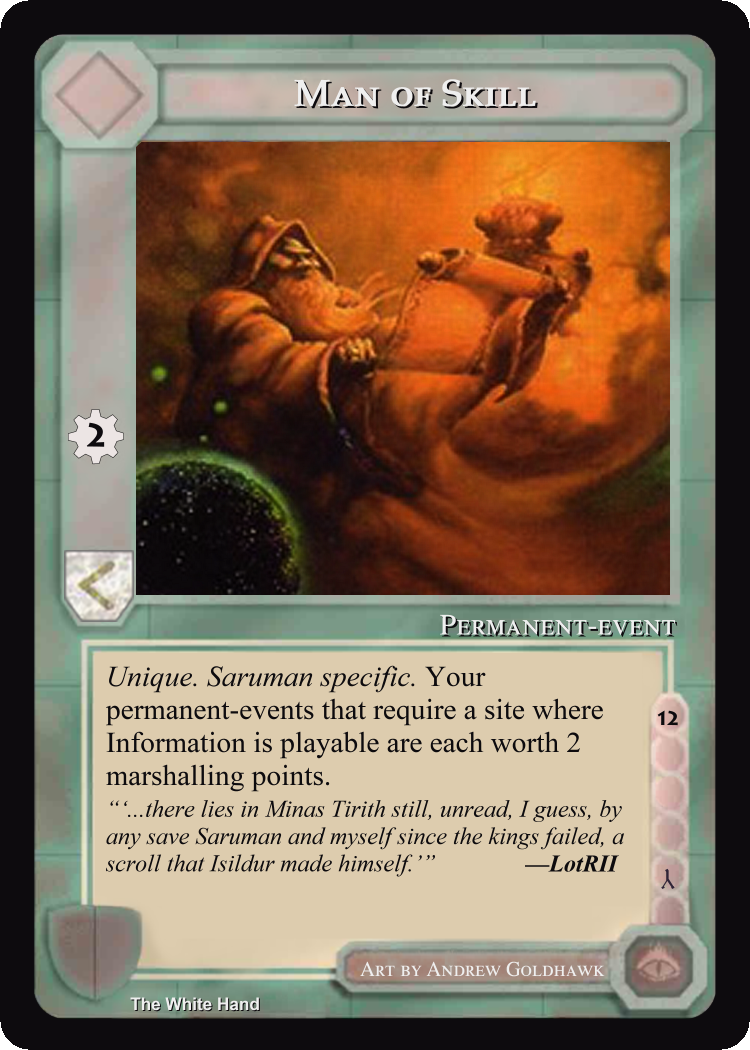 Man of Skill
2
Permanent-event
Unique. Saruman specific. Your
permanent-events that require a site where
Information is playable are each worth 2
marshalling points.
“‘...there lies in Minas Tirith still, unread, I guess, by
any save Saruman and myself since the kings failed, a
scroll that Isildur made himself.’” —LotRII
12
Art by Andrew Goldhawk
The White Hand